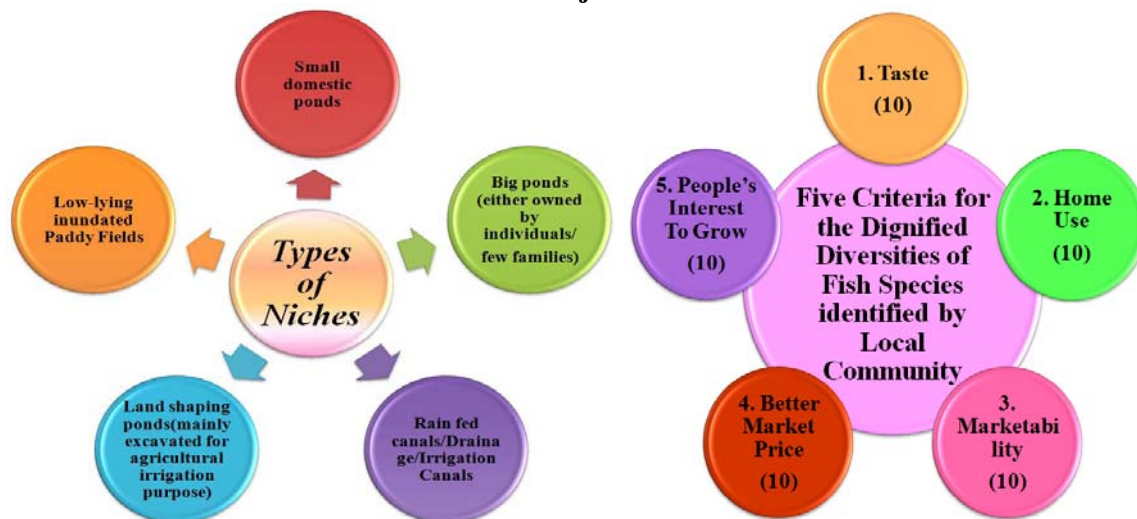 Small
domestic
ponds
Low-lying
inundated
Paddy Fields
Big ponds
(either owned
by
individuals/
few families)
Types
of
Niches
Land shaping
ponds(mainly
excavated for
agricultural
irrigation
purpose)
Rain fed
canals/Draina
ge/Irrigation
Canals
1. Taste
(10)
5. People's
Interest
To Grow
(10)
Five Criteria for
the Dignified
Diversities of
Fish Species
identified by
Local
Community
2. Home
Use
(10)
4. Better
Market
Price
(10)
3.
Marketabi
lity
(10)